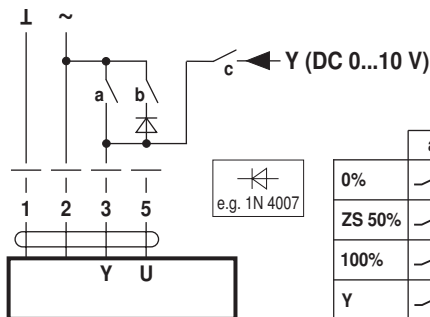 ⊥ ~
a b c Y (DC 0...10 V)
e.g. 1N 4007
1 2 3 5
Y U
0%
ZS 50%
100%
Y